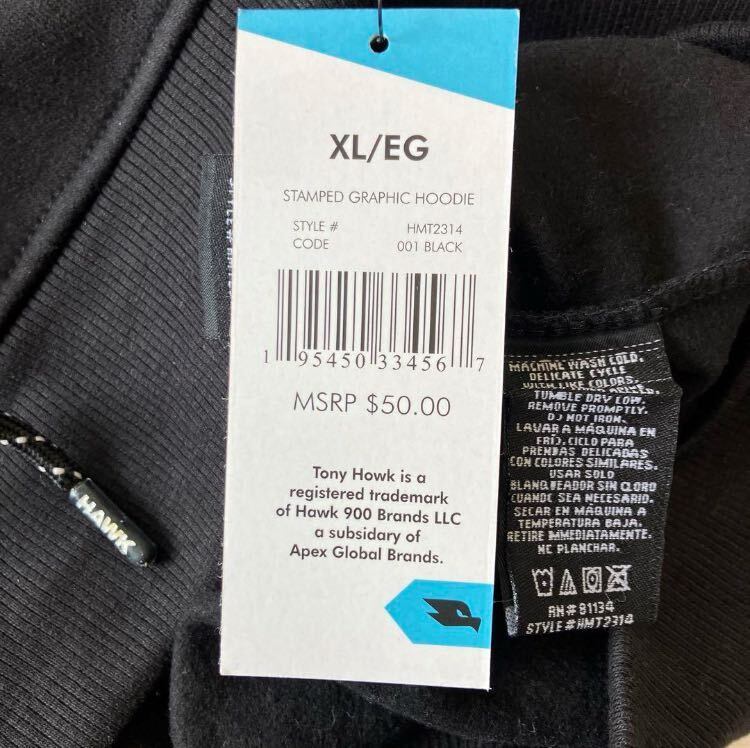 XL/EG
STAMPED GRAPHIC HOODIE
STYLE # HMT2314
CODE 001 BLACK
1 95450 33456 7
MSRP $50.00
Tony Howk is a
registered trademark
of Hawk 900 Brands LLC
a subsidary of
Apex Global Brands.
HAWK
MACHINE WASH COLD.
DELICATE CYCLE
WITH LIKE COLORS.
TUMBLE DRY LOW.
REMOVE PROMPTLY.
DO NOT IRON.
LAVAR A MÁQUINA EN
FRÍO. CICLO PARA
PRENDAS DELICADAS
CON COLORES SIMILARES.
USAR SOLO
BLANQUEADOR SIN CLORO
CUANDO SEA NECESARIO.
SECAR EN MÁQUINA A
TEMPERATURA BAJA.
RETIRE IMMEDIATAMENTE.
NC PLANCHAR.
RN# 81134
STYLE #HMT2314